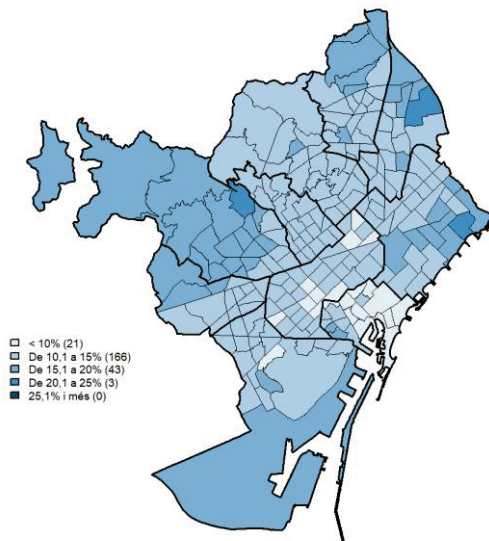 < 10% (21)
De 10,1 a 15% (166)
De 15,1 a 20% (43)
De 20,1 a 25% (3)
25,1% i més (0)